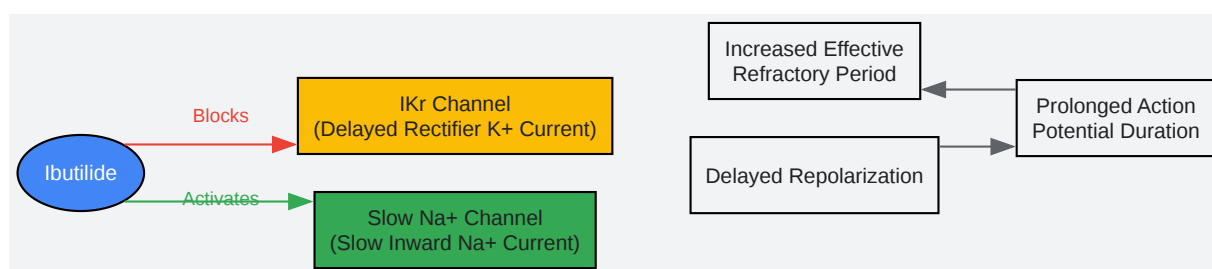 Ibutilide
Blocks
Activates
IKr Channel
(Delayed Rectifier K+ Current)
Slow Na+ Channel
(Slow Inward Na+ Current)
Increased Effective
Refractory Period
Delayed Repolarization
Prolonged Action
Potential Duration